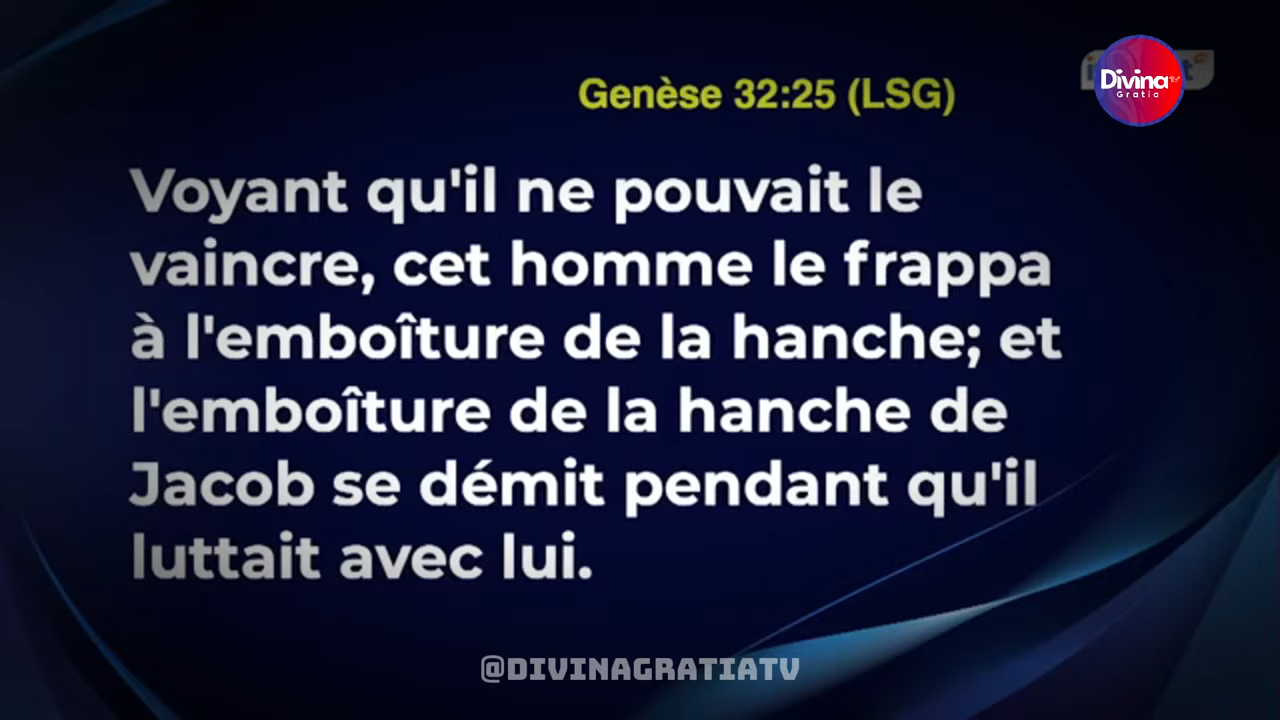 Genèse 32:25 (LSG)
Divina
Gratia
Voyant qu'il ne pouvait le
vaincre, cet homme le frappa
à l'emboîture de la hanche; et
l'emboîture de la hanche de
Jacob se démit pendant qu'il
luttait avec lui.
@DIVINAGRATIATV